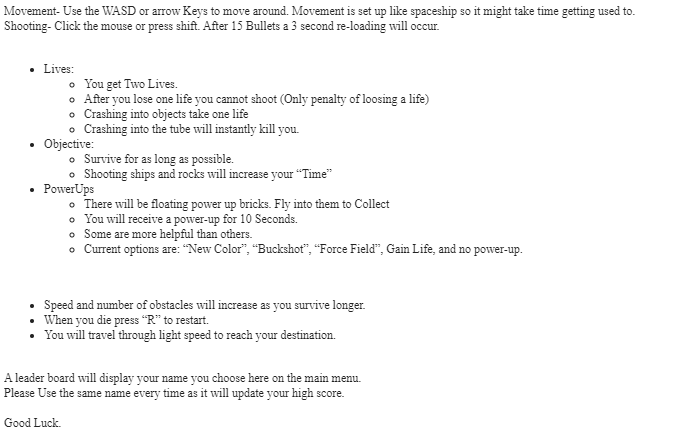 Movement- Use the WASD or arrow Keys to move around. Movement is set up like spaceship so it might take time getting used to.
Shooting- Click the mouse or press shift. After 15 Bullets a 3 second re-loading will occur.
• Lives:
o You get Two Lives.
o After you lose one life you cannot shoot (Only penalty of loosing a life)
o Crashing into objects take one life
o Crashing into the tube will instantly kill you.
• Objective:
o Survive for as long as possible.
o Shooting ships and rocks will increase your “Time”
• PowerUps
o There will be floating power up bricks. Fly into them to Collect
o You will receive a power-up for 10 Seconds.
o Some are more helpful than others.
o Current options are: “New Color”, “Buckshot”, “Force Field”, Gain Life, and no power-up.
• Speed and number of obstacles will increase as you survive longer.
• When you die press “R” to restart.
• You will travel through light speed to reach your destination.
A leader board will display your name you choose here on the main menu.
Please Use the same name every time as it will update your high score.
Good Luck.